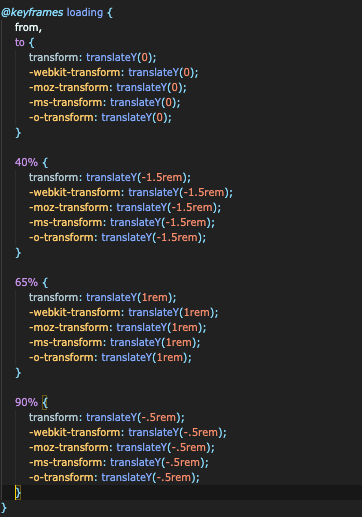 @keyframes loading {
from,
to {
transform: translateY(0);
-webkit-transform: translateY(0);
-moz-transform: translateY(0);
-ms-transform: translateY(0);
-o-transform: translateY(0);
}
40% {
transform: translateY(-1.5rem);
-webkit-transform: translateY(-1.5rem);
-moz-transform: translateY(-1.5rem);
-ms-transform: translateY(-1.5rem);
-o-transform: translateY(-1.5rem);
}
65% {
transform: translateY(1rem);
-webkit-transform: translateY(1rem);
-moz-transform: translateY(1rem);
-ms-transform: translateY(1rem);
-o-transform: translateY(1rem);
}
90% {
transform: translateY(-.5rem);
-webkit-transform: translateY(-.5rem);
-moz-transform: translateY(-.5rem);
-ms-transform: translateY(-.5rem);
-o-transform: translateY(-.5rem);
}
}